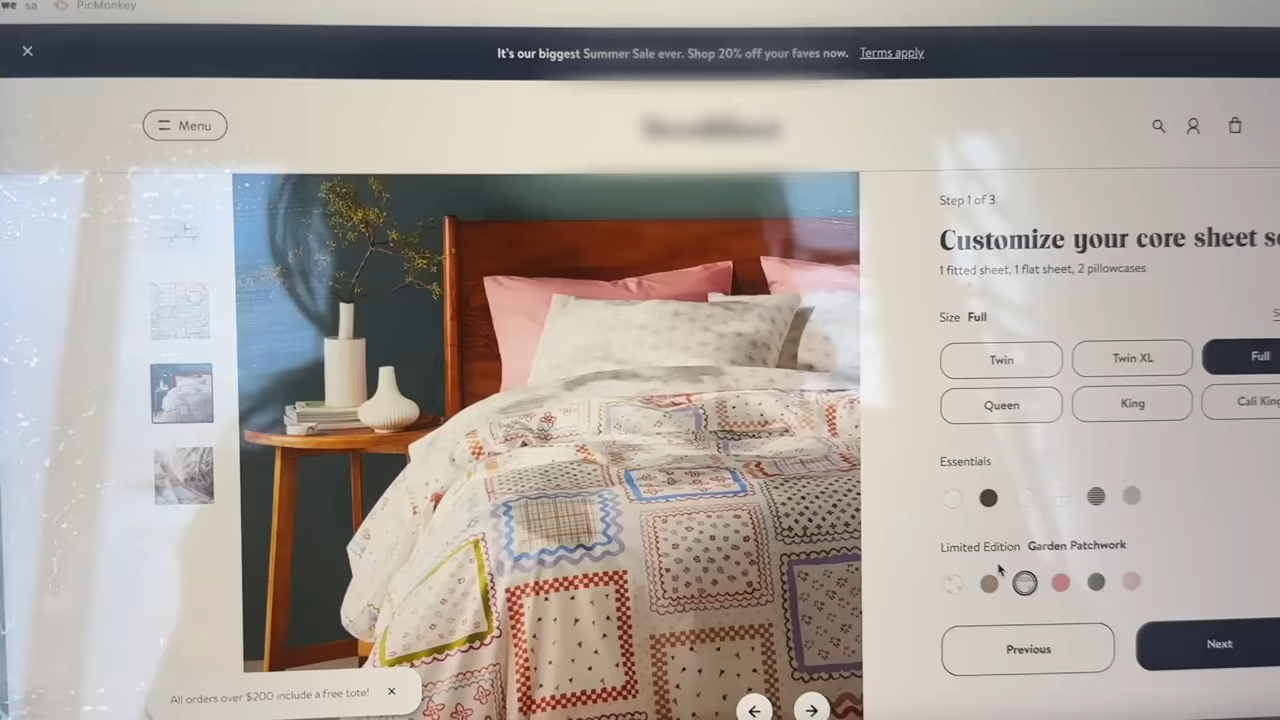 we sa PicMonkey
It's our biggest Summer Sale ever. Shop 20% off your faves now. Terms apply
Menu
Step 1 of 3
Customize your core sheet
1 fitted sheet, 1 flat sheet, 2 pillowcases
Size Full
Twin Twin XL Full
Queen King Cali King
Essentials
Limited Edition Garden Patchwork
Previous Next
All orders over $200 include a free tote!